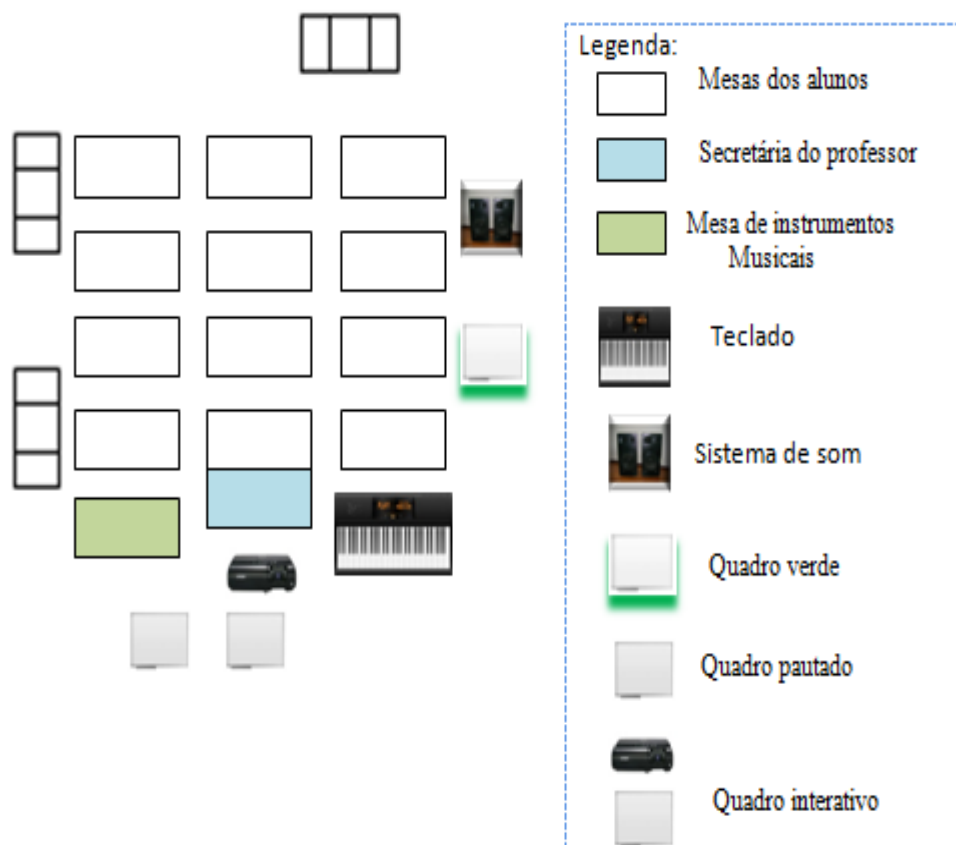 Legenda:
Mesas dos alunos
Secretária do professor
Mesa de instrumentos
Musicais
Teclado
Sistema de som
Quadro verde
Quadro pautado
Quadro interativo